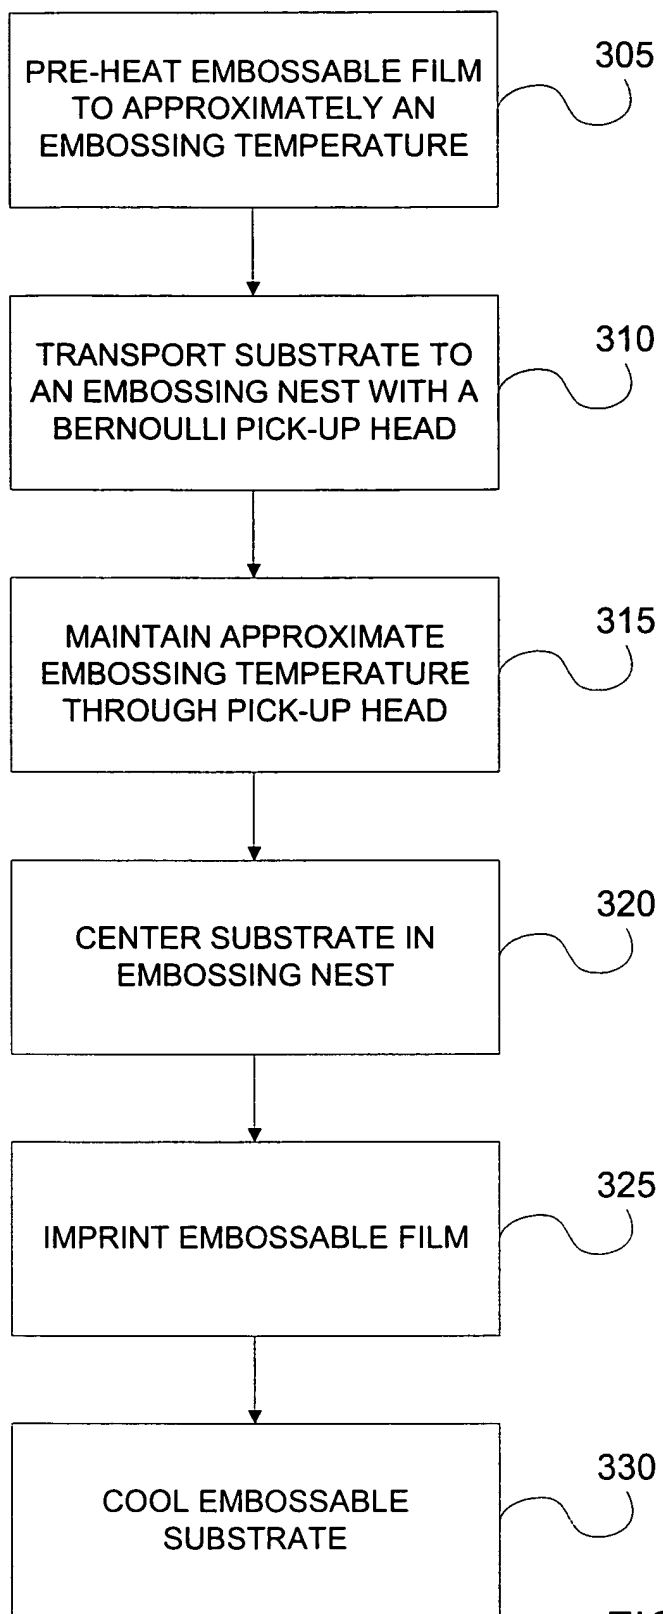 PRE-HEAT EMBOSSABLE FILM
TO APPROXIMATELY AN
EMBOSSING TEMPERATURE
305
TRANSPORT SUBSTRATE TO
AN EMBOSSING NEST WITH A
BERNOULLI PICK-UP HEAD
310
MAINTAIN APPROXIMATE
EMBOSSING TEMPERATURE
THROUGH PICK-UP HEAD
315
CENTER SUBSTRATE IN
EMBOSSING NEST
320
IMPRINT EMBOSSABLE FILM
325
COOL EMBOSSABLE
SUBSTRATE
330